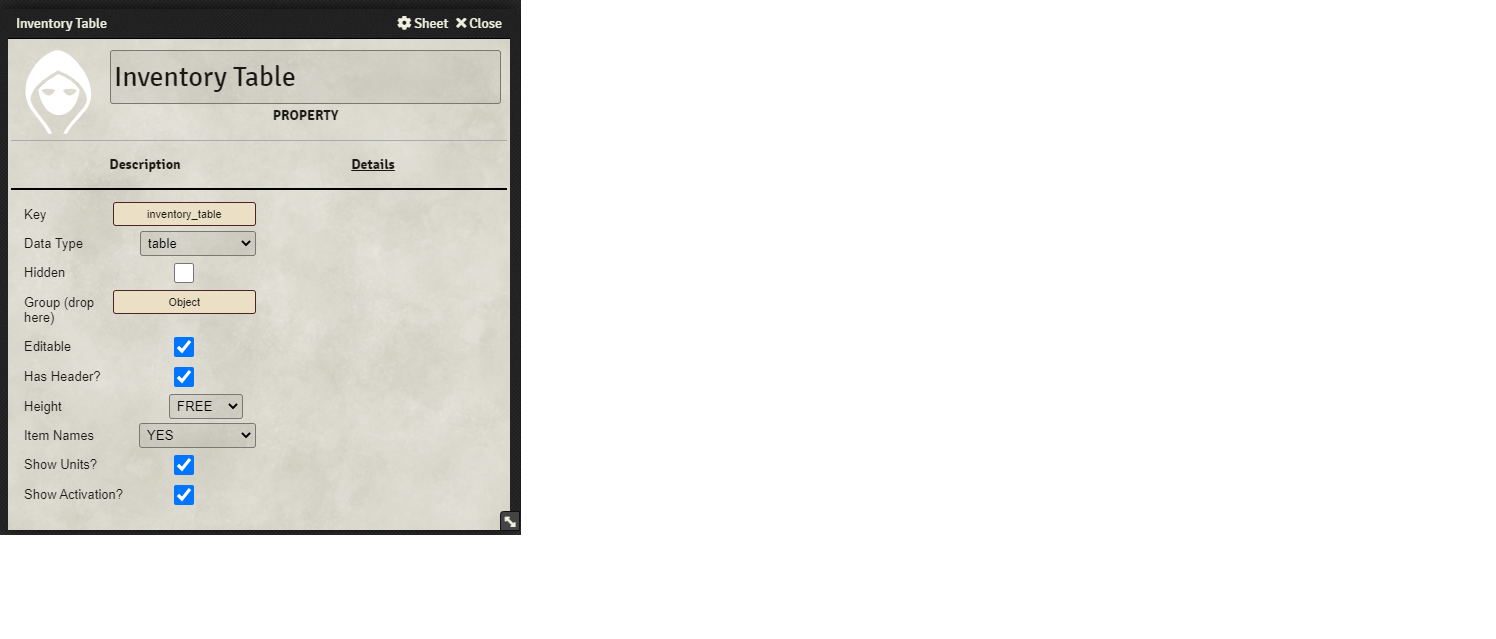 Inventory Table
Sheet
Close
Inventory Table
PROPERTY
Description
Details
Key
inventory_table
Data Type
table
Hidden
Group (drop
here)
Object
Editable
Has Header?
Height
FREE
Item Names
YES
Show Units?
Show Activation?